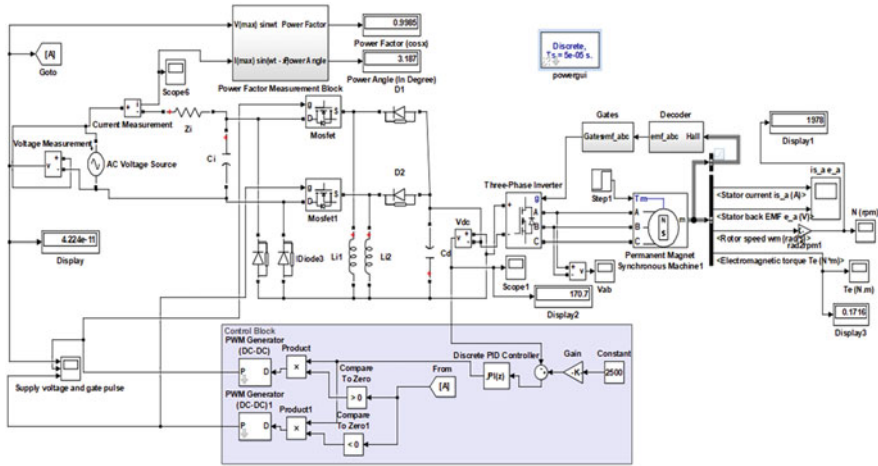 V(max) sinwt Power Factor
0.9985
Power Factor (cosx)
I(max) sin(wt - x)Power Angle
3.187
Power Angle (In Degree)
Power Factor Measurement Block
[A]
Goto
Scope6
Discrete,
Ts = 5e-05 s.
powergui
D1
g
D
S
Mosfet
Current Measurement
Zi
Voltage Measurement
v
AC Voltage Source
Ci
D2
g
D
S
Mosfet1
Gates
Gates emf_abc
Decoder
emf_abc Hall
1978
Display1
is_a e_a
<Stator current is_a (A)>
<Stator back EMF e_a (V)>
<Rotor speed wm (rad/s)>
rad2rpm1
N (rpm)
<Electromagnetic torque Te (N*m)>
Te (N.m)
0.1716
Display3
Three-Phase Inverter
g
A
B
C
Step1
Tm
A
B
C
N
S
m
Permanent Magnet
Synchronous Machine1
Vdc
v
Cd
Scope1
170.7
Display2
v
Vab
4.224e-11
Display
IDiode3
Li1
Li2
Supply voltage and gate pulse
Control Block
PWM Generator
(DC-DC)
P
D
Product
×
Compare
To Zero
> 0
From
[A]
Discrete PID Controller
PI(z)
Gain
-K-
Constant
2500
PWM Generator
(DC-DC)1
P
D
Product1
×
Compare
To Zero1
< 0